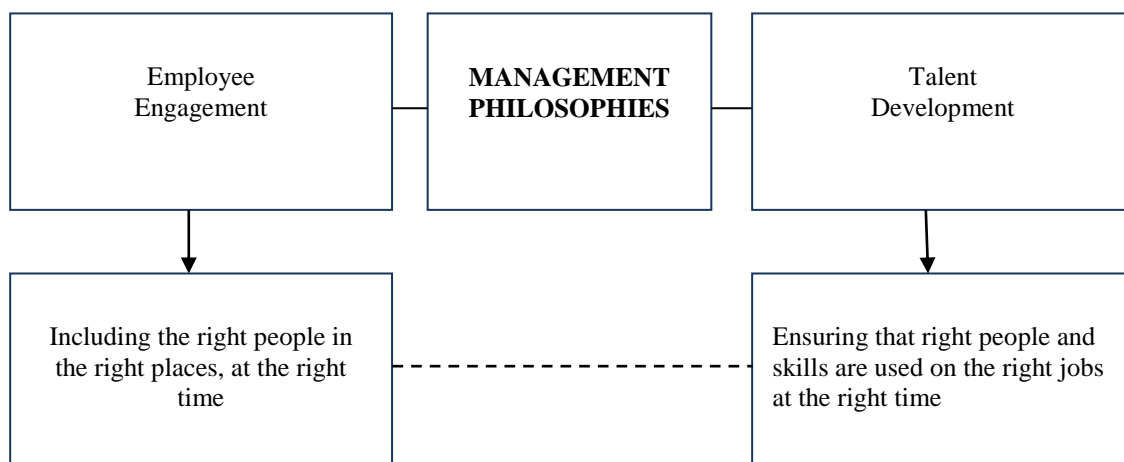 Employee
Engagement
MANAGEMENT
PHILOSOPHIES
Talent
Development
Including the right people in
the right places, at the right
time
Ensuring that right people and
skills are used on the right jobs
at the right time